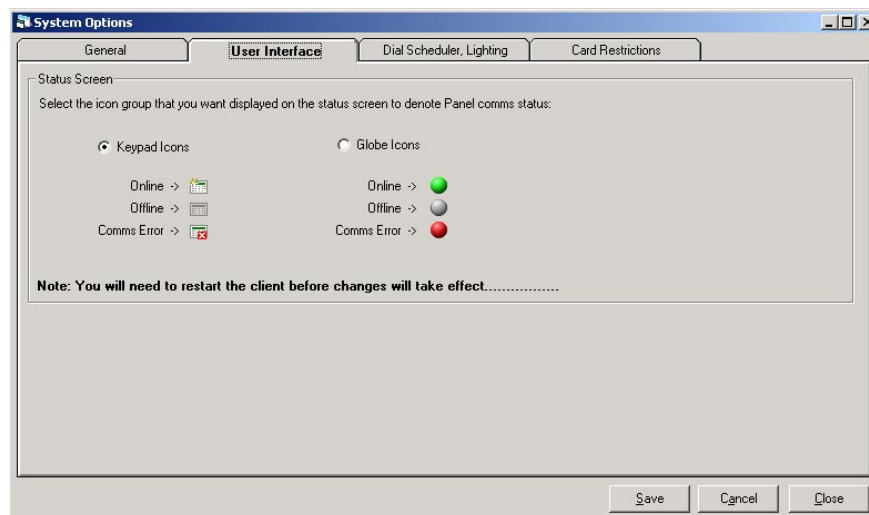 System Options
General User Interface Dial Scheduler, Lighting Card Restrictions
Status Screen
Select the icon group that you want displayed on the status screen to denote Panel comms status:
Keypad Icons Globe Icons
Online -> Online ->
Offline -> Offline ->
Comms Error -> Comms Error ->
Note: You will need to restart the client before changes will take effect.................
Save Cancel Close